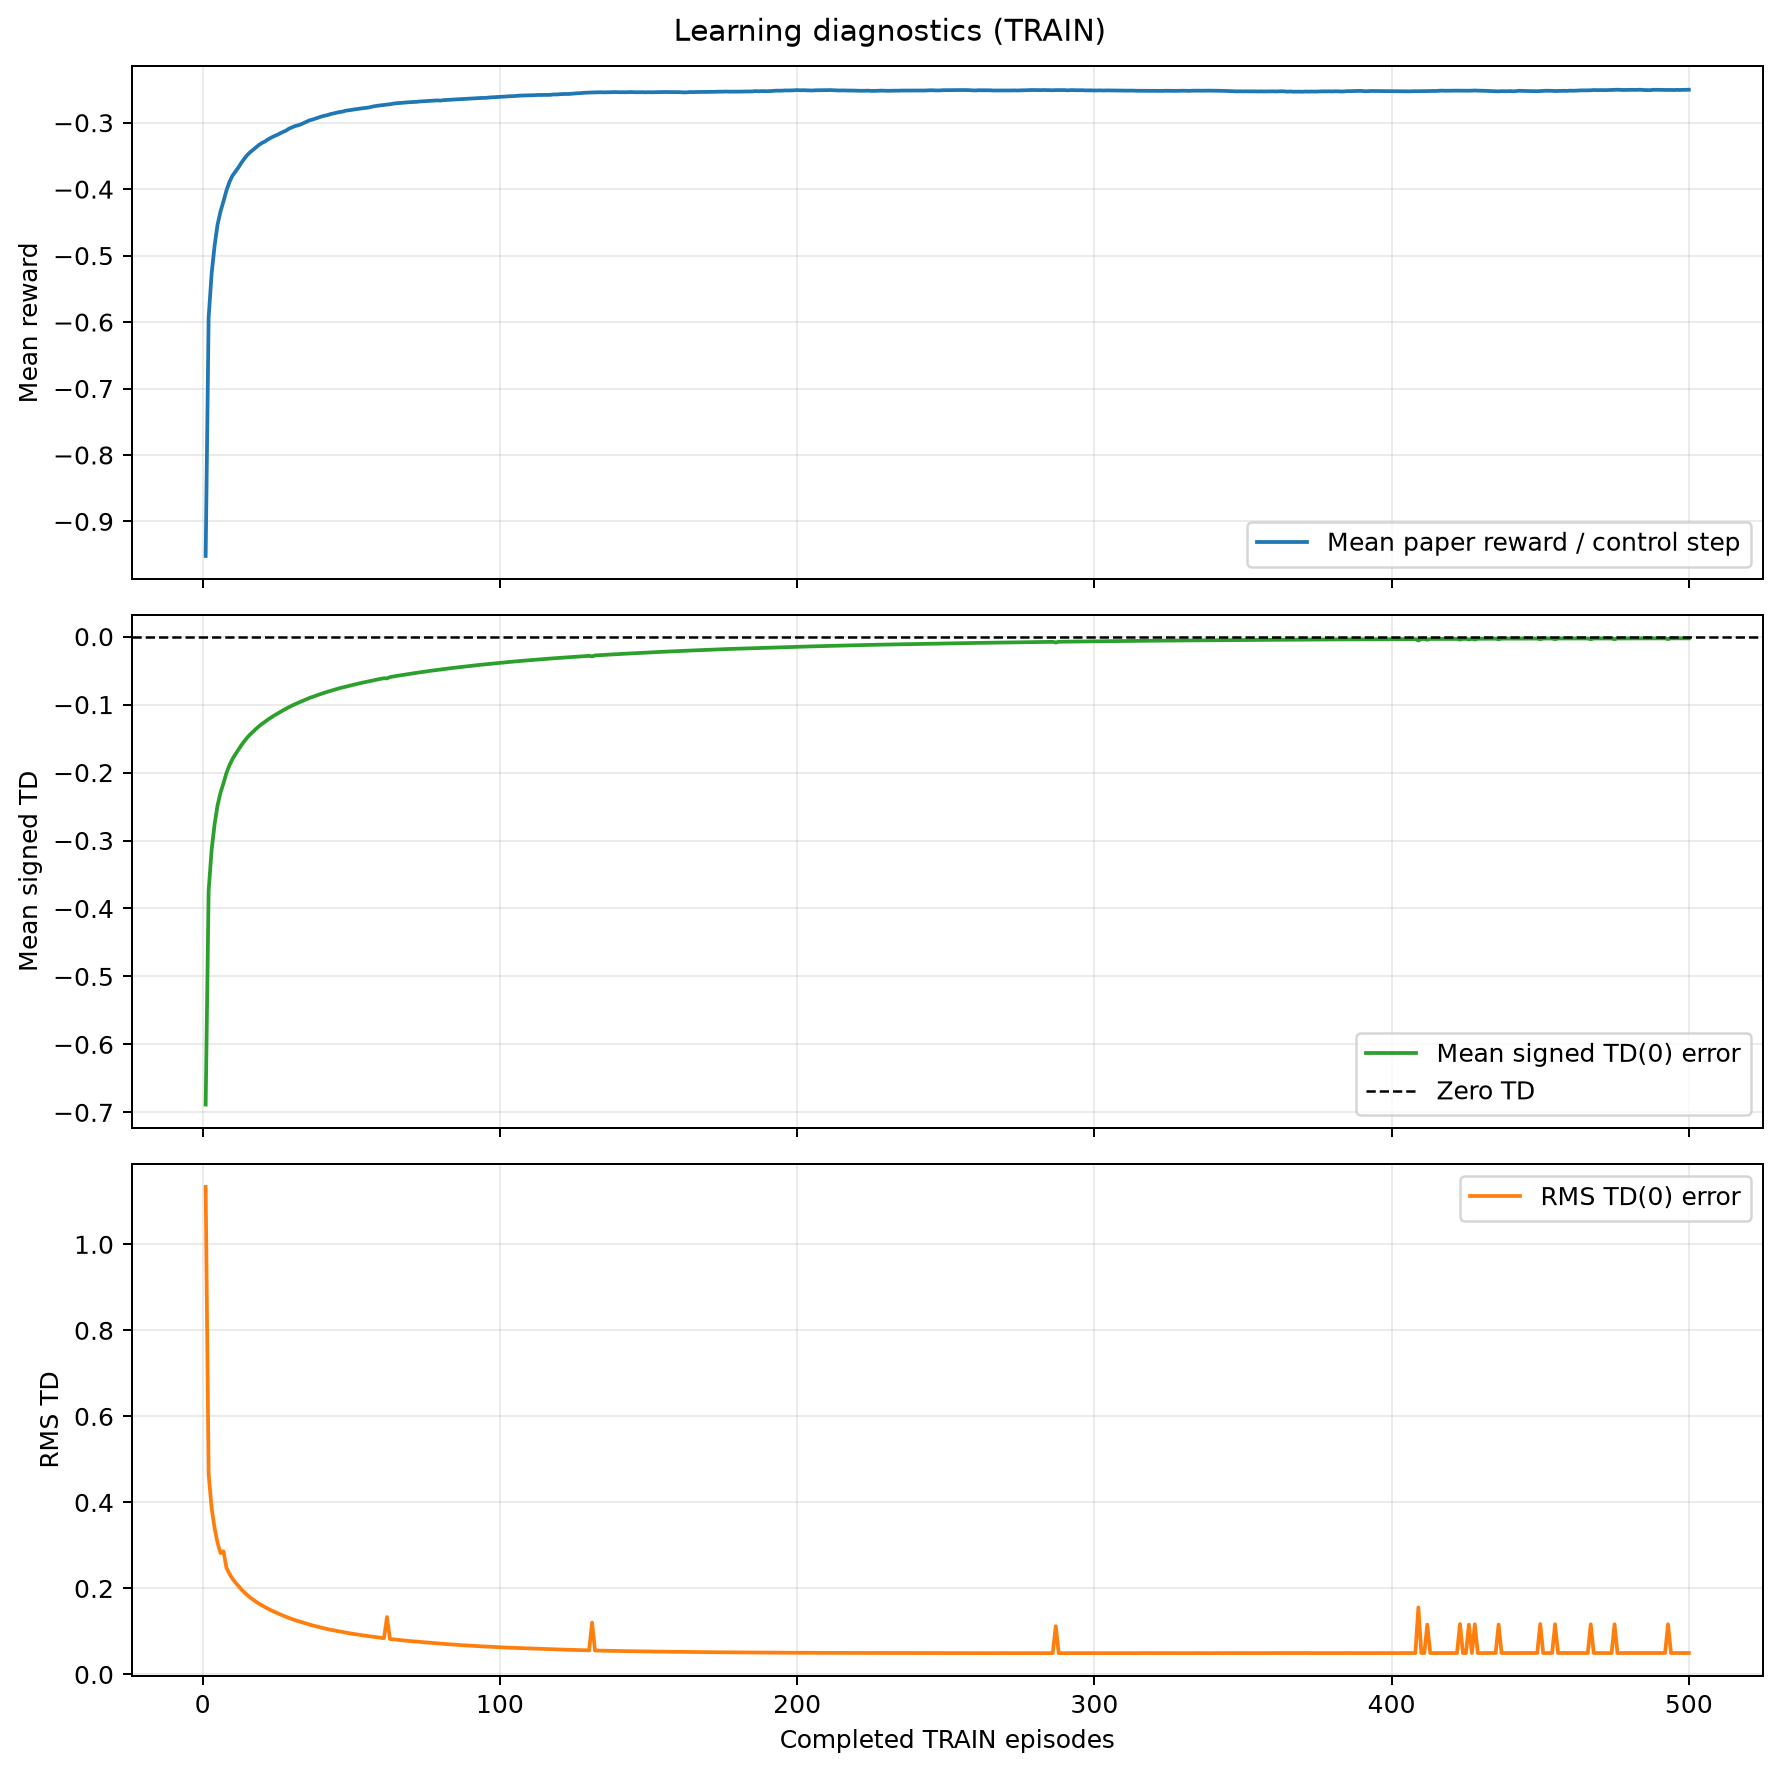 Learning diagnostics (TRAIN)
Mean reward
−0.3
−0.4
−0.5
−0.6
−0.7
−0.8
−0.9
Mean paper reward / control step
Mean signed TD
0.0
−0.1
−0.2
−0.3
−0.4
−0.5
−0.6
−0.7
Mean signed TD(0) error
Zero TD
RMS TD
1.0
0.8
0.6
0.4
0.2
0.0
RMS TD(0) error
0 100 200 300 400 500
Completed TRAIN episodes